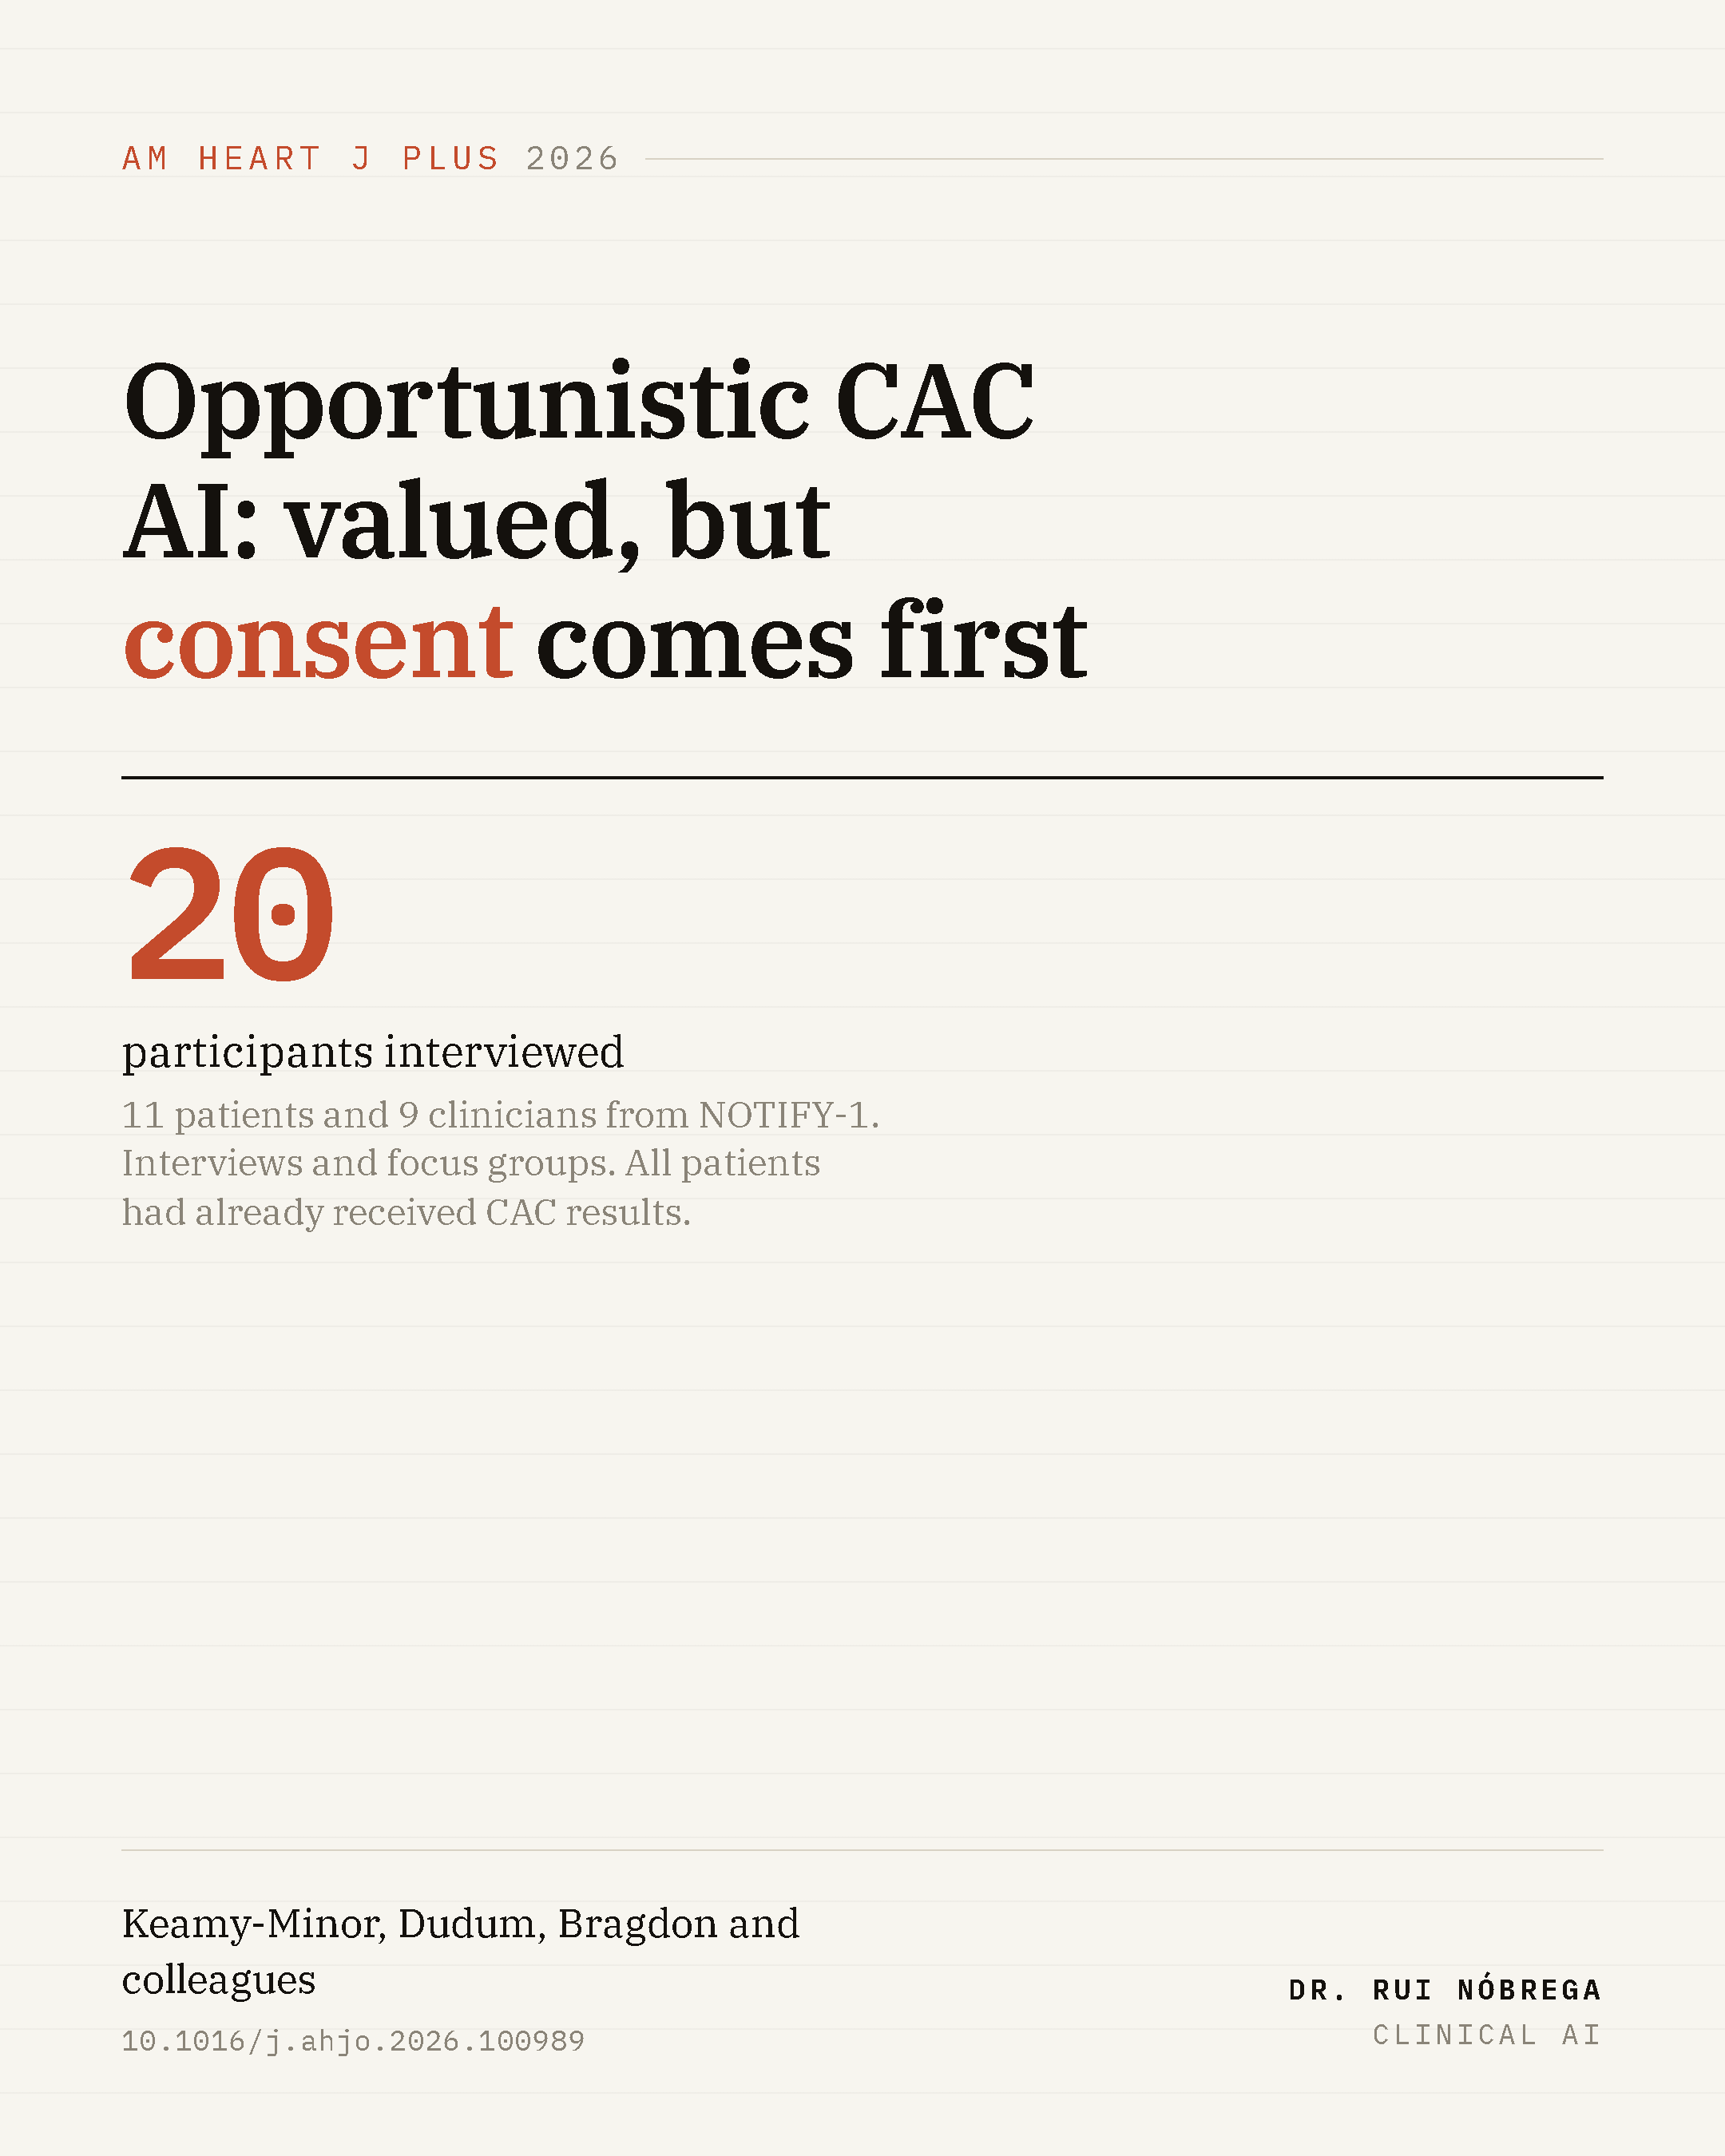 AM HEART J PLUS 2026
Opportunistic CAC
AI: valued, but
consent comes first
20
participants interviewed
11 patients and 9 clinicians from NOTIFY-1.
Interviews and focus groups. All patients
had already received CAC results.
Keamy-Minor, Dudum, Bragdon and
colleagues
10.1016/j.ahjo.2026.100989
DR. RUI NÓBREGA
CLINICAL AI